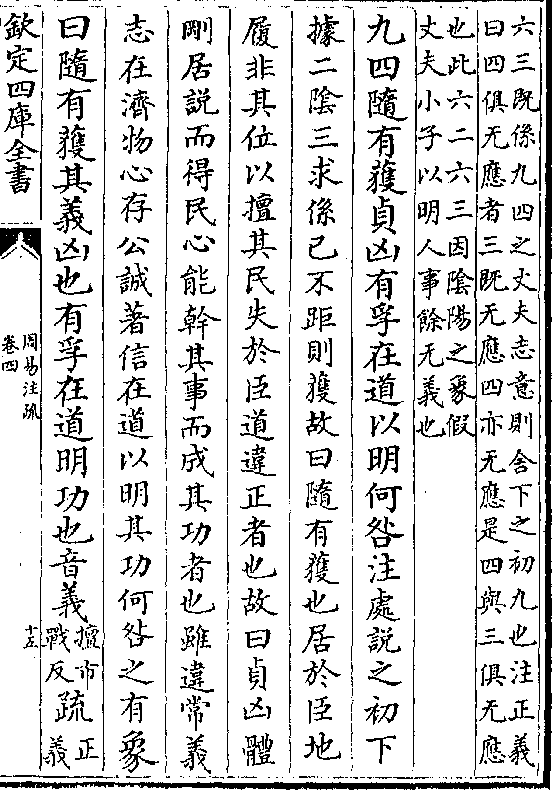 六三既係九四之丈夫志意則舍下之初九也注正義
曰四俱无應者三既无應四亦无應是四與三俱无應
也此六二六三因陰陽之象假
丈夫小子以明人事餘无義也
九四隨有獲貞凶有孚在道以明何咎注處説之初下
據二陰三求係已不距則獲故曰隨有獲也居於臣地
履非其位以擅其民失於臣道違正者也故曰貞凶體
剛居説而得民心能幹其事而成其功者也雖違常義
志在濟物心存公誠著信在道以明其功何咎之有象
曰隨有獲其義凶也有孚在道明功也音義擅市
戰反疏正
義
欽定四庫全書
周易注疏
卷四
十五